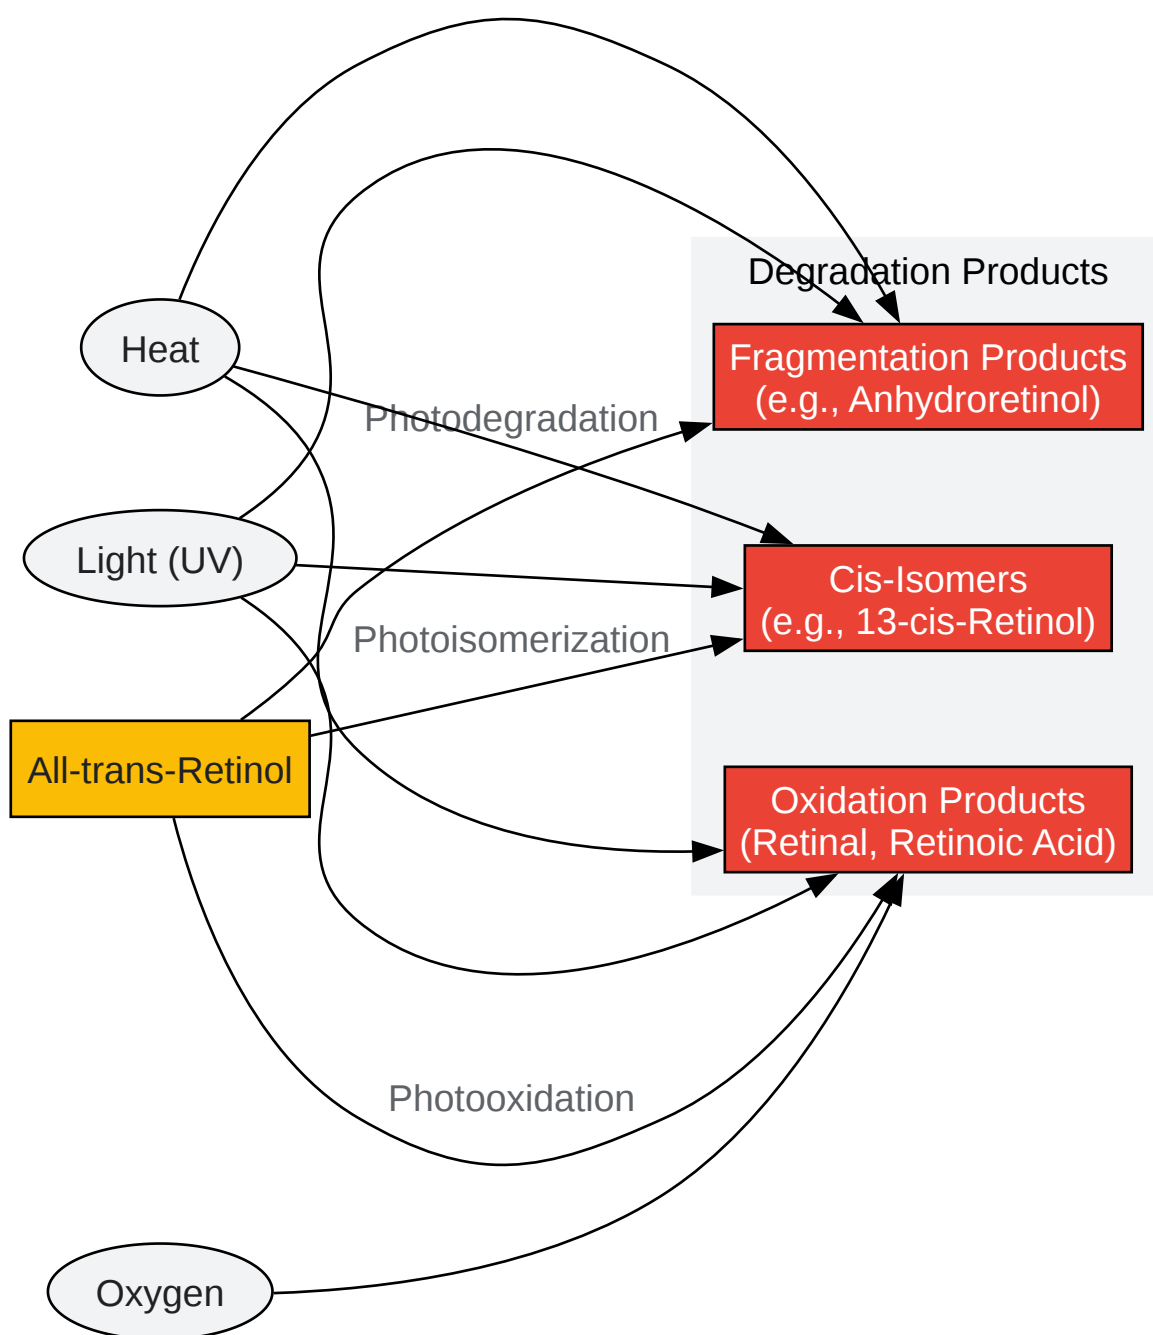 Degradation Products
Heat
Fragmentation Products
(e.g., Anhydroretinol)
Photodegradation
Light (UV)
Cis-Isomers
(e.g., 13-cis-Retinol)
Photoisomerization
All-trans-Retinol
Oxidation Products
(Retinal, Retinoic Acid)
Photooxidation
Oxygen